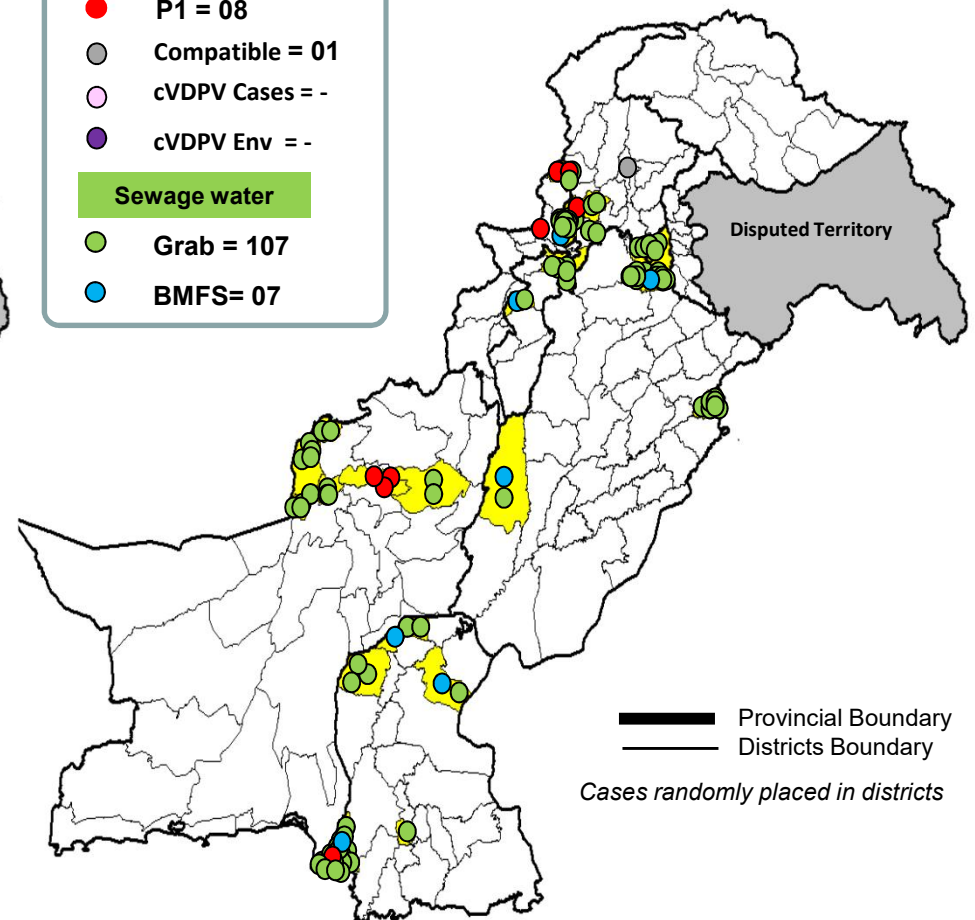 P1 = 08
Compatible = 01
cVDPV Cases = -
cVDPV Env = -
Sewage water
Grab = 107
BMFS= 07
Disputed Territory
Provincial Boundary
Districts Boundary
Cases randomly placed in districts